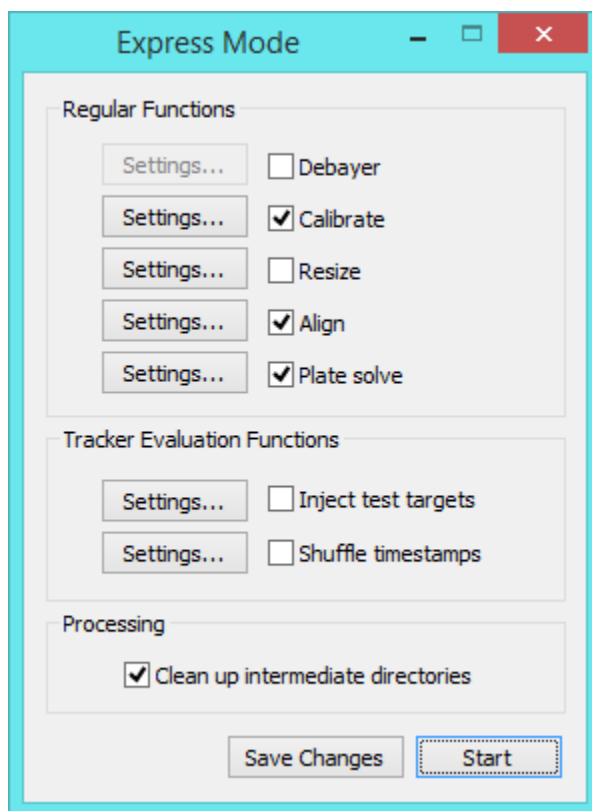 Express Mode
Regular Functions
Settings... Debayer
Settings... Calibrate
Settings... Resize
Settings... Align
Settings... Plate solve
Tracker Evaluation Functions
Settings... Inject test targets
Settings... Shuffle timestamps
Processing
Clean up intermediate directories
Save Changes Start